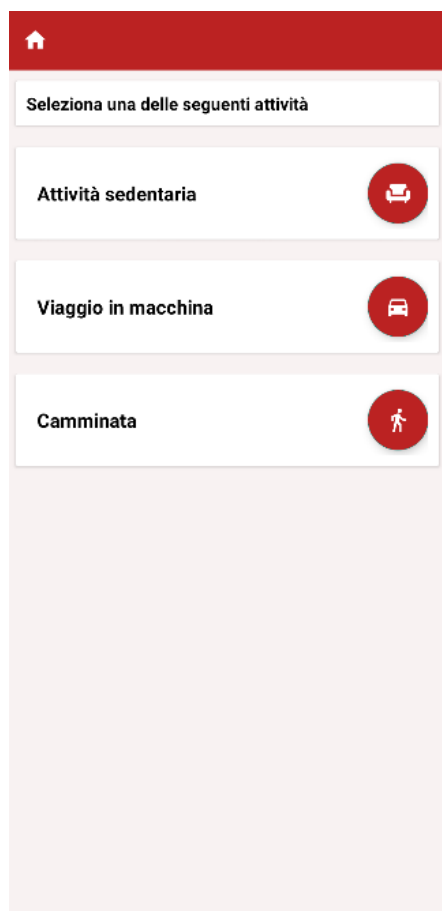 Seleziona una delle seguenti attività
Attività sedentaria
Viaggio in macchina
Camminata